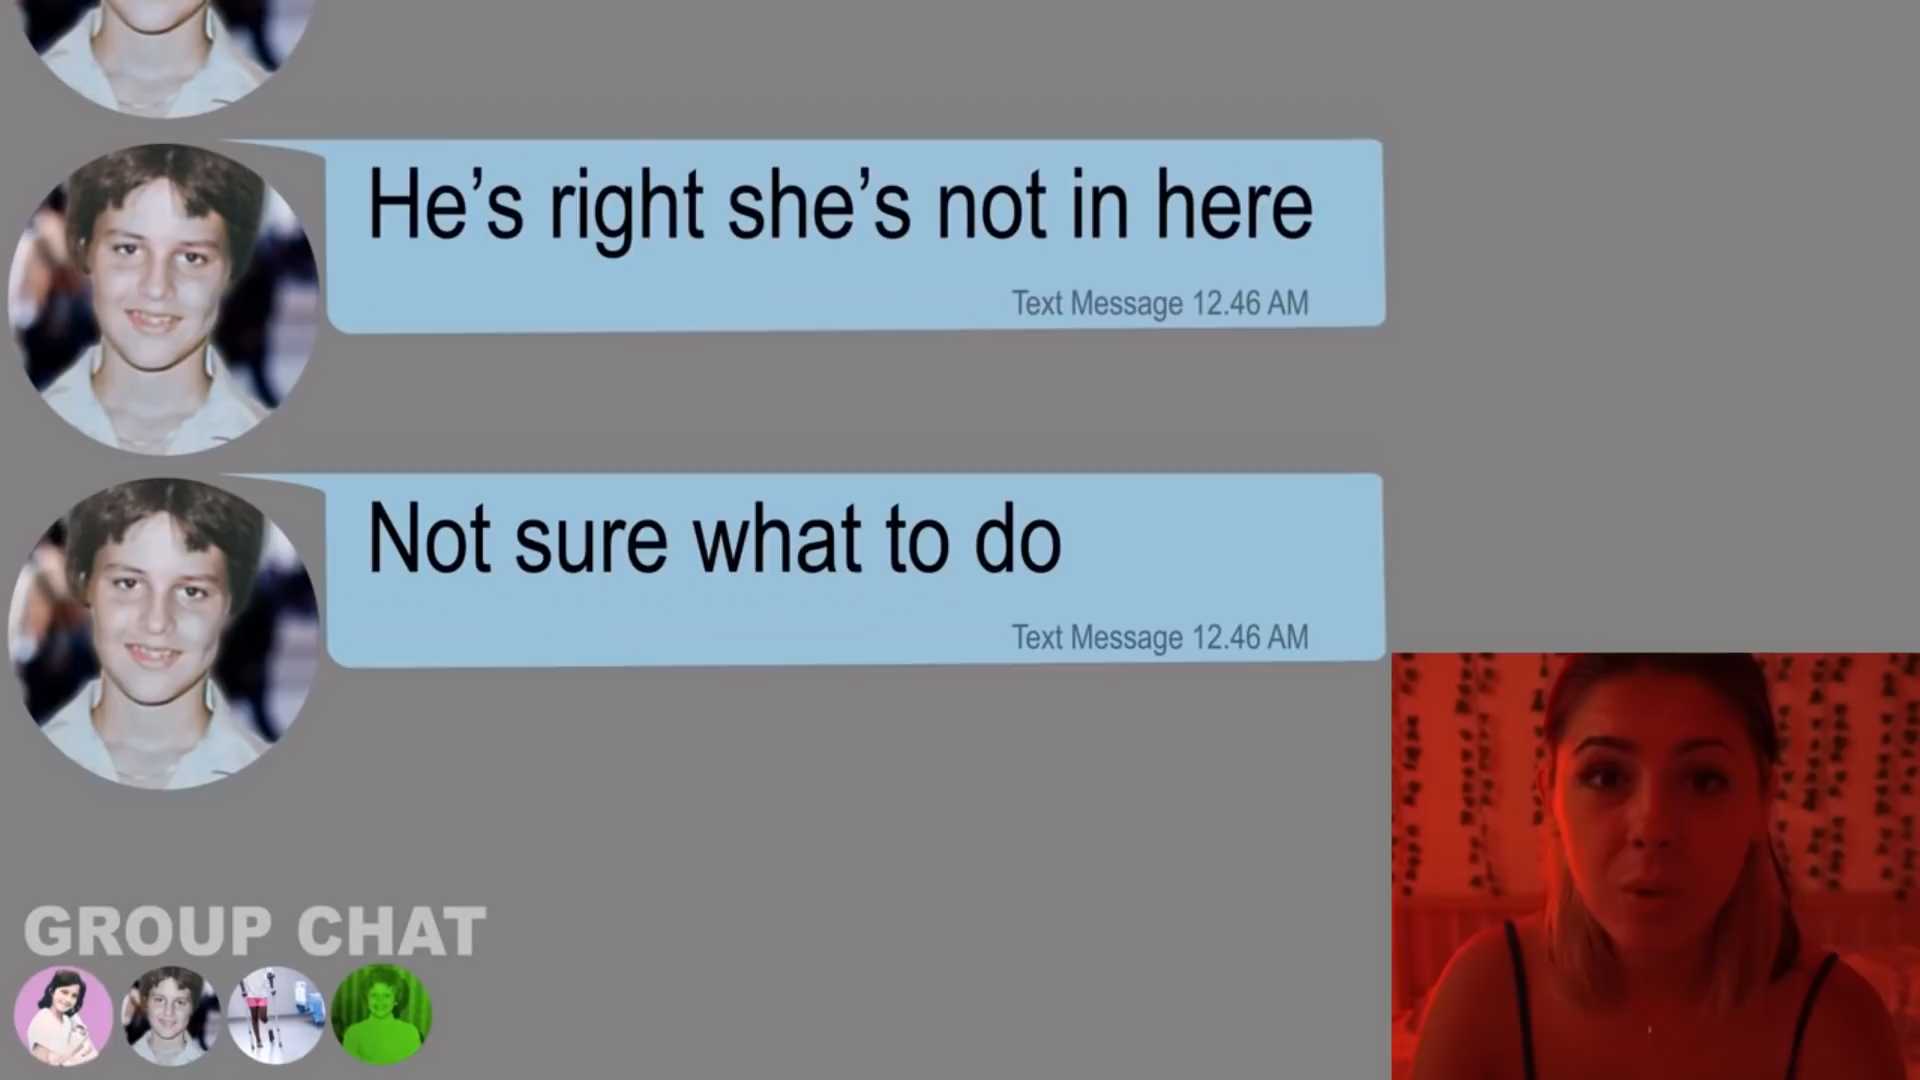 He’s right she’s not in here
Text Message 12.46 AM
Not sure what to do
Text Message 12.46 AM
GROUP CHAT